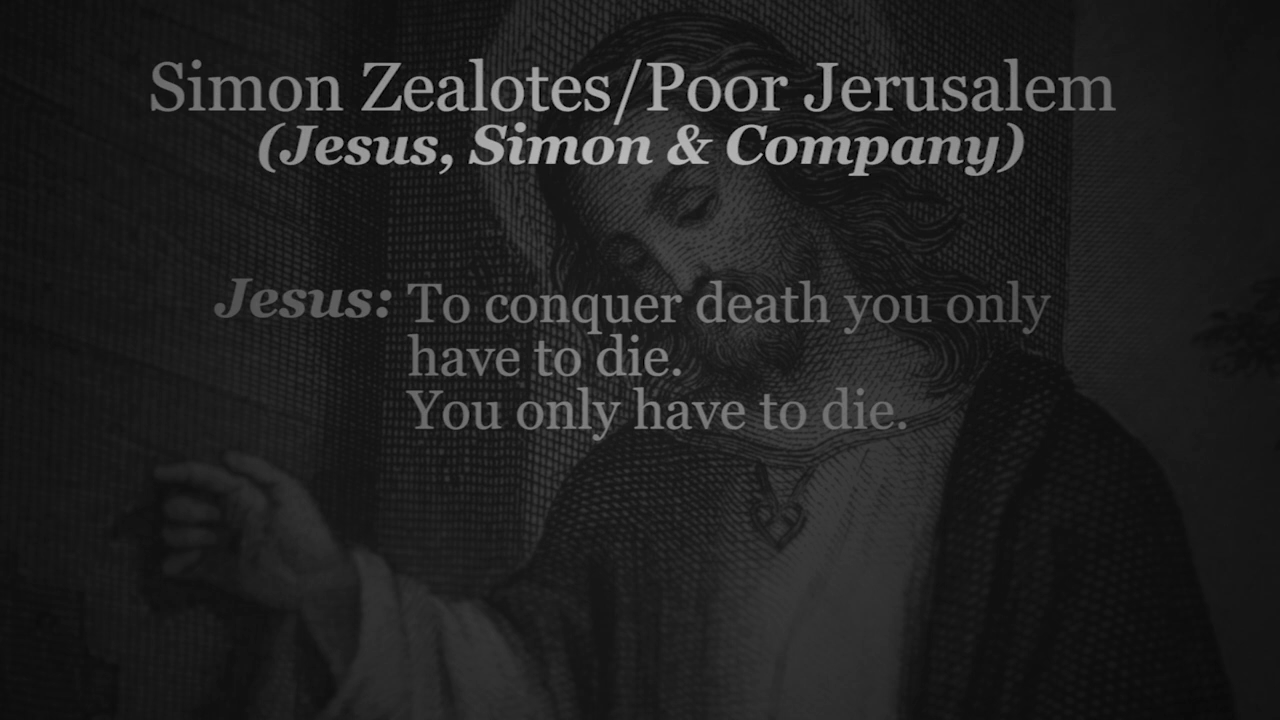 Simon Zealotes/Poor Jerusalem
(Jesus, Simon & Company)
Jesus: To conquer death you only
have to die.
You only have to die.